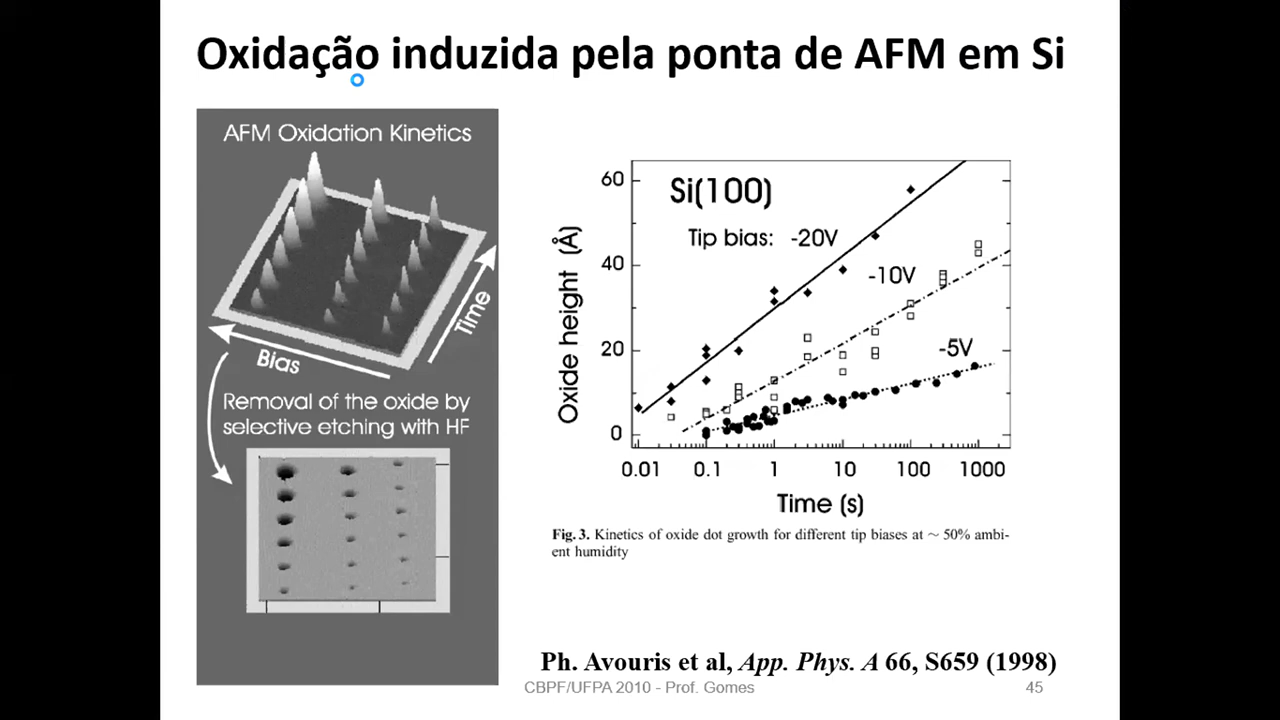 Oxidação induzida pela ponta de AFM em Si
AFM Oxidation Kinetics
Time
Bias
Removal of the oxide by
selective etching with HF
Si(100)
Tip bias: -20V
-10V
-5V
Oxide height (Å)
60
40
20
0
0.01 0.1 1 10 100 1000
Time (s)
Fig. 3. Kinetics of oxide dot growth for different tip biases at ~ 50% ambi-
ent humidity
Ph. Avouris et al, App. Phys. A 66, S659 (1998)
CBPF/UFPA 2010 - Prof. Gomes 45